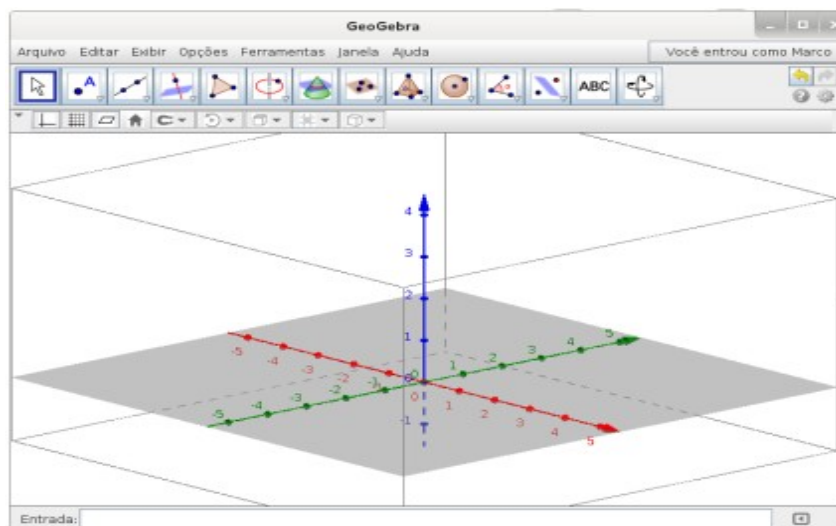 GeoGebra
Arquivo Editar Exibir Opções Ferramentas Janela Ajuda Você entrou como Marco
A ABC
4
3
2
1
0
-1
-5 -4 -3 -2 -1 0 1 2 3 4 5
-5 -4 -3 -2 -1 0 1 2 3 4 5
Entrada: